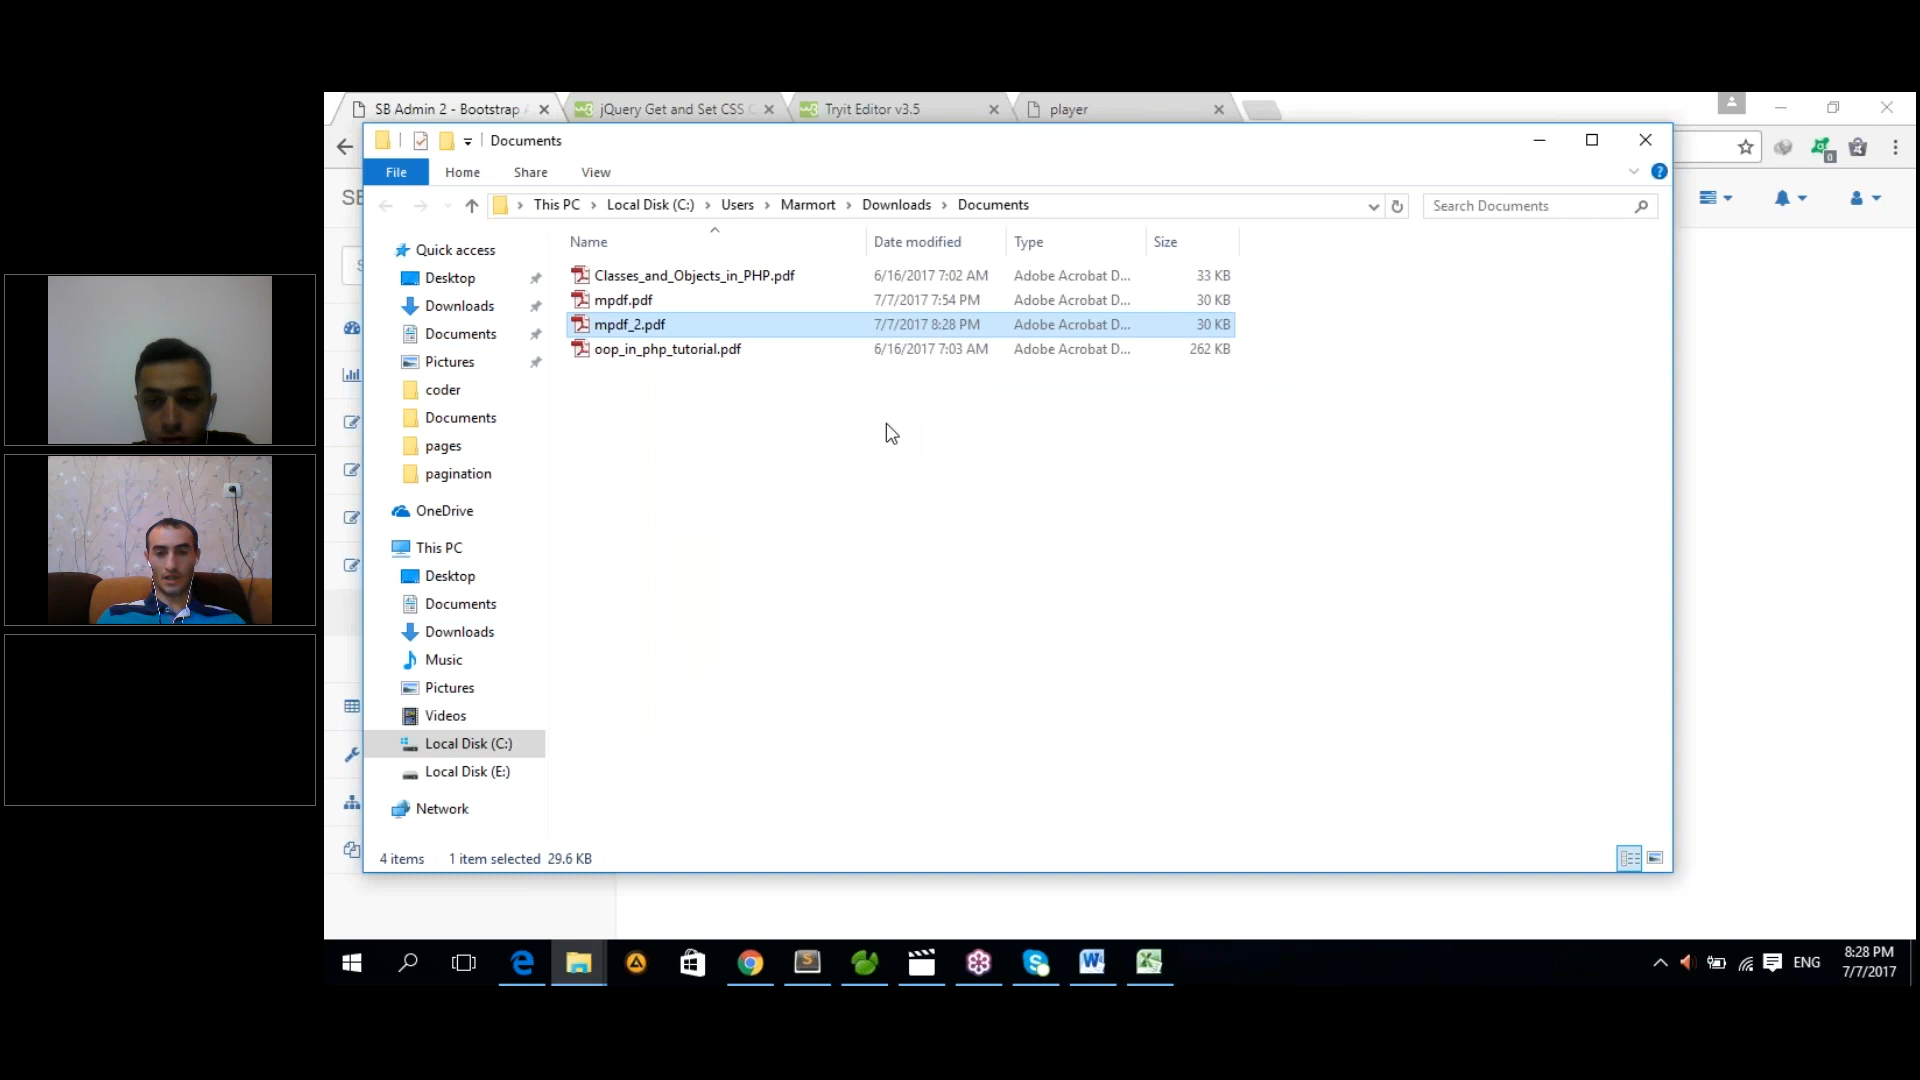 SB Admin 2 - Bootstrap
jQuery Get and Set CSS
Tryit Editor v3.5
player
Documents
File
Home
Share
View
This PC
Local Disk (C:)
Users
Marmort
Downloads
Documents
Search Documents
Name
Date modified
Type
Size
Classes_and_Objects_in_PHP.pdf 6/16/2017 7:02 AM Adobe Acrobat D... 33 KB
mpdf.pdf 7/7/2017 7:54 PM Adobe Acrobat D... 30 KB
mpdf_2.pdf 7/7/2017 8:28 PM Adobe Acrobat D... 30 KB
oop_in_php_tutorial.pdf 6/16/2017 7:03 AM Adobe Acrobat D... 262 KB
Quick access
Desktop
Downloads
Documents
Pictures
coder
Documents
pages
pagination
OneDrive
This PC
Desktop
Documents
Downloads
Music
Pictures
Videos
Local Disk (C:)
Local Disk (E:)
Network
4 items 1 item selected 29.6 KB
0
ENG
8:28 PM
7/7/2017